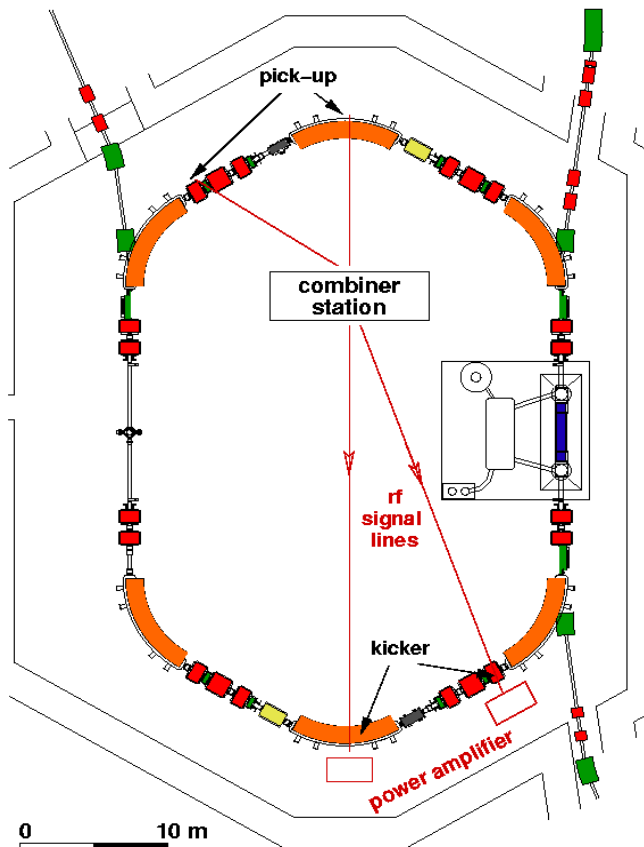 pick-up
combiner
station
rf
signal
lines
kicker
power amplifier
0 10 m